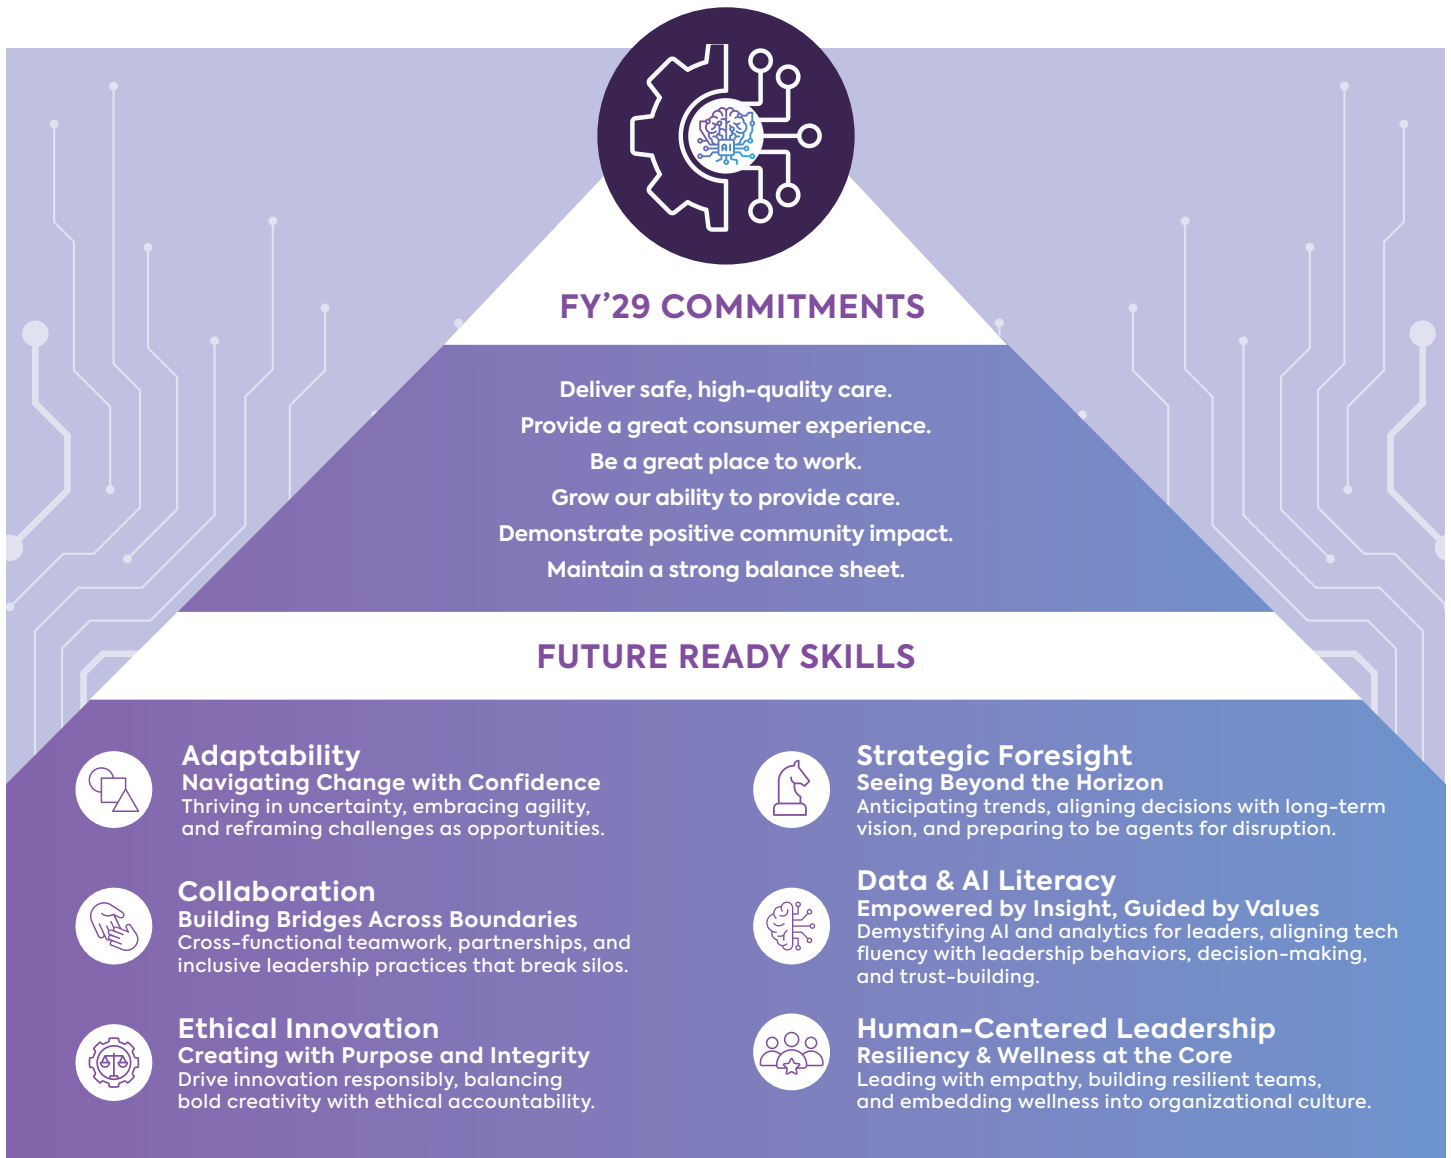 AI
FY’29 COMMITMENTS
Deliver safe, high-quality care.
Provide a great consumer experience.
Be a great place to work.
Grow our ability to provide care.
Demonstrate positive community impact.
Maintain a strong balance sheet.
FUTURE READY SKILLS
Adaptability
Navigating Change with Confidence
Thriving in uncertainty, embracing agility,
and reframing challenges as opportunities.
Collaboration
Building Bridges Across Boundaries
Cross-functional teamwork, partnerships, and
inclusive leadership practices that break silos.
Ethical Innovation
Creating with Purpose and Integrity
Drive innovation responsibly, balancing
bold creativity with ethical accountability.
Strategic Foresight
Seeing Beyond the Horizon
Anticipating trends, aligning decisions with long-term
vision, and preparing to be agents for disruption.
Data & AI Literacy
Empowered by Insight, Guided by Values
Demystifying AI and analytics for leaders, aligning tech
fluency with leadership behaviors, decision-making,
and trust-building.
Human-Centered Leadership
Resiliency & Wellness at the Core
Leading with empathy, building resilient teams,
and embedding wellness into organizational culture.